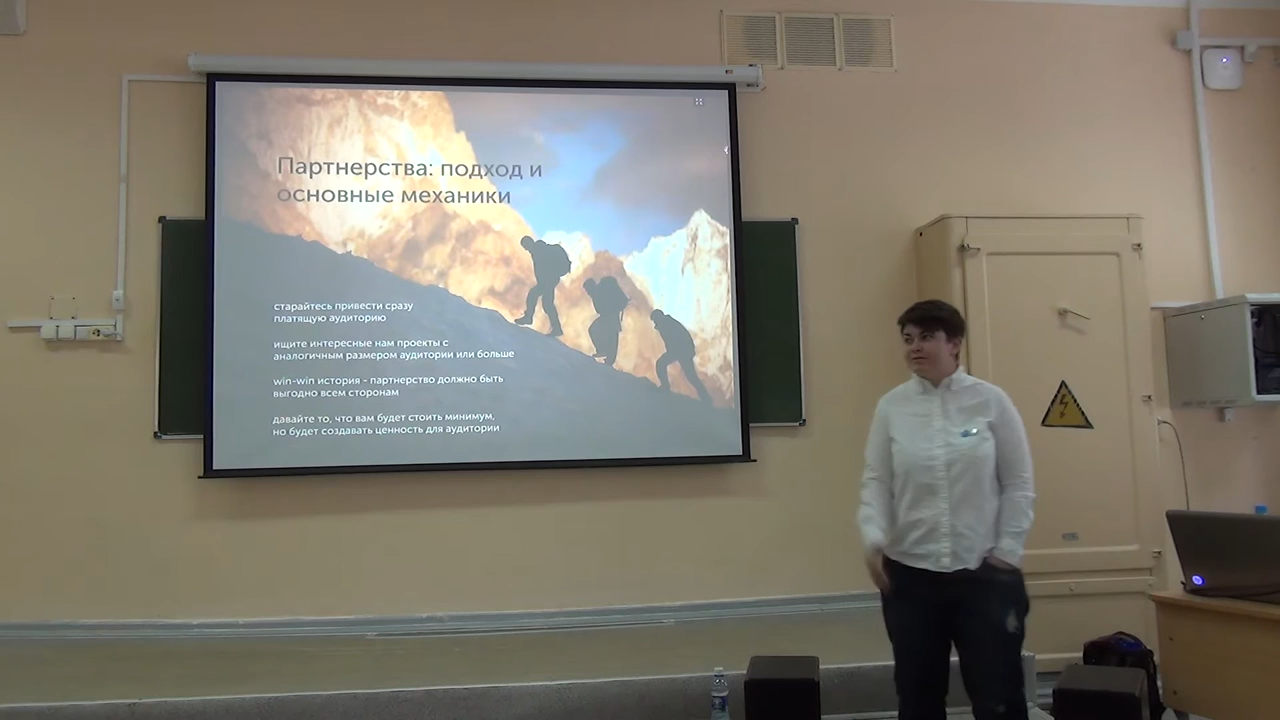 Партнерства: подход и
основные механики
старайтесь привести сразу
платящую аудиторию
ищите интересные нам проекты с
аналогичным размером аудитории или больше
win-win история - партнерство должно быть
выгодно всем сторонам
давайте то, что вам будет стоить минимум,
но будет создавать ценность для аудитории